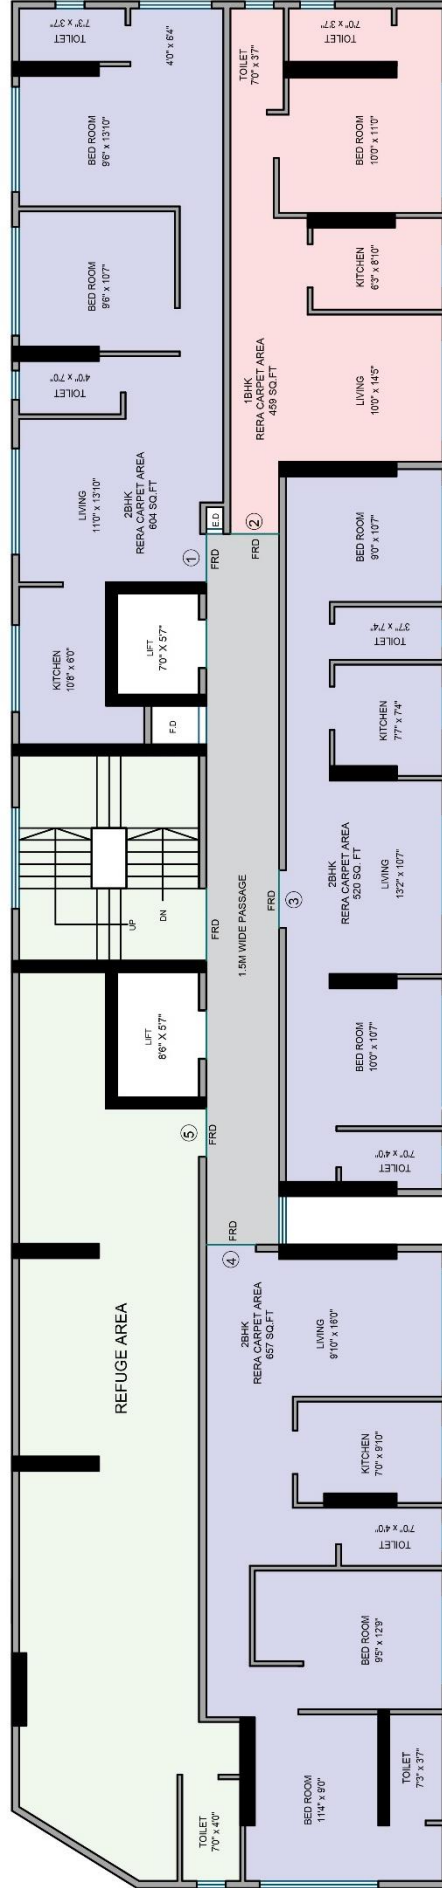 TOILET
7'3" x 3'7"
4'0" x 6'4"
BED ROOM
9'6" x 13'10"
BED ROOM
9'6" x 10'7"
TOILET
4'0" x 7'0"
LIVING
11'0" x 13'10"
2BHK
RERA CARPET AREA
604 SQ.FT
KITCHEN
10'8" x 6'0"
LIFT
7'0" X 5'7"
F.D
E.D
1
FRD
TOILET
7'0" x 3'7"
TOILET
7'0" x 3'7"
BED ROOM
10'0" x 11'0"
KITCHEN
6'3" x 8'10"
1BHK
RERA CARPET AREA
459 SQ.FT
LIVING
10'0" x 14'5"
2
FRD
BED ROOM
9'0" x 10'7"
TOILET
3'7" x 7'4"
KITCHEN
7'7" x 7'4"
2BHK
RERA CARPET AREA
520 SQ. FT
LIVING
13'2" x 10'7"
3
FRD
BED ROOM
10'0" x 10'7"
TOILET
7'0" x 4'0"
1.5M WIDE PASSAGE
UP
DN
FRD
LIFT
8'6" X 5'7"
5
FRD
REFUGE AREA
4
FRD
2BHK
RERA CARPET AREA
657 SQ.FT
LIVING
9'10" x 16'0"
KITCHEN
7'0" x 9'10"
TOILET
7'0" x 4'0"
BED ROOM
9'5" x 12'9"
BED ROOM
11'4" x 9'0"
TOILET
7'3" x 3'7"
TOILET
7'0" x 4'0"